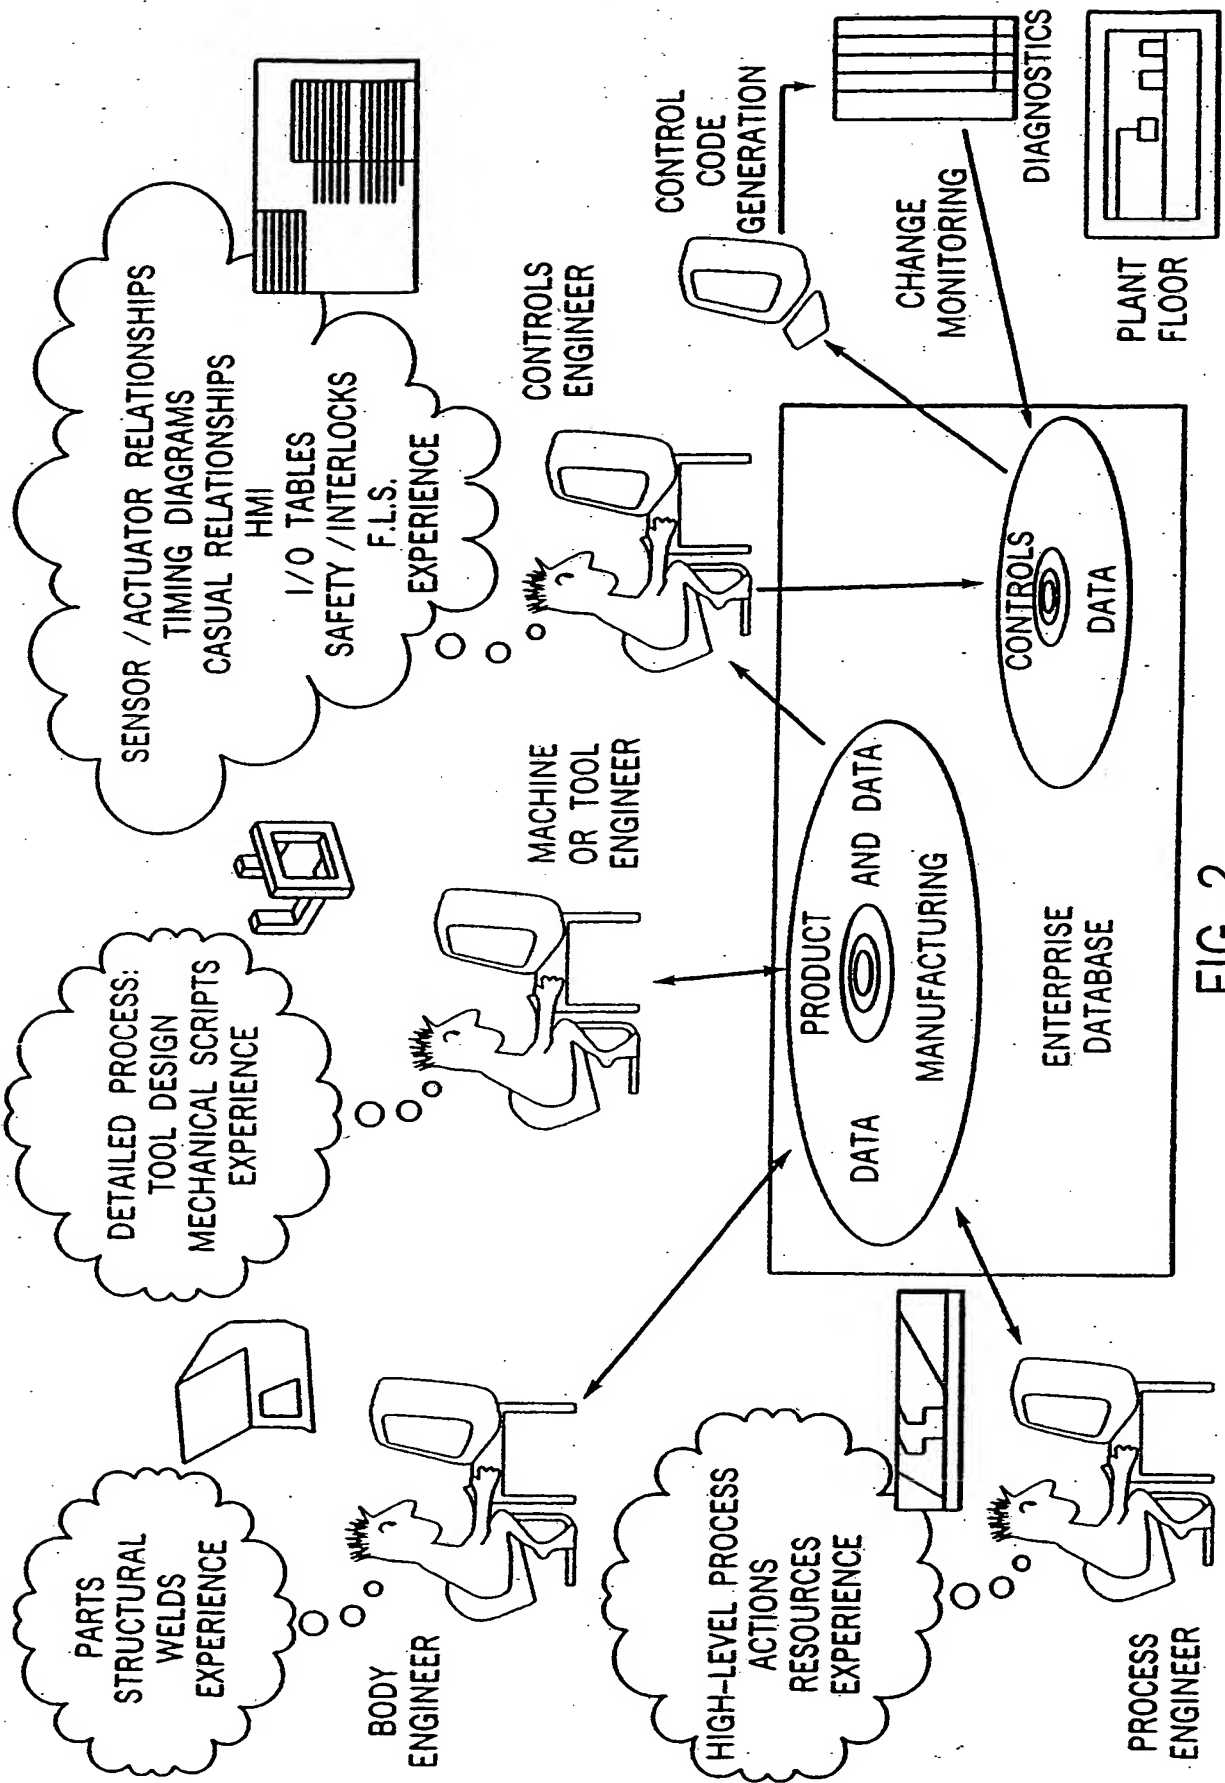 PARTS
STRUCTURAL
WELDS
EXPERIENCE
BODY
ENGINEER
DETAILED PROCESS:
TOOL DESIGN
MECHANICAL SCRIPTS
EXPERIENCE
MACHINE
OR TOOL
ENGINEER
SENSOR / ACTUATOR RELATIONSHIPS
TIMING DIAGRAMS
CASUAL RELATIONSHIPS
HMI
I/O TABLES
SAFETY / INTERLOCKS
F.L.S.
EXPERIENCE
CONTROLS
ENGINEER
CONTROL
CODE
GENERATION
HIGH-LEVEL PROCESS
ACTIONS
RESOURCES
EXPERIENCE
PROCESS
ENGINEER
PRODUCT
DATA
AND DATA
MANUFACTURING
ENTERPRISE
DATABASE
CONTROLS
DATA
CHANGE
MONITORING
DIAGNOSTICS
PLANT
FLOOR
FIG. 2